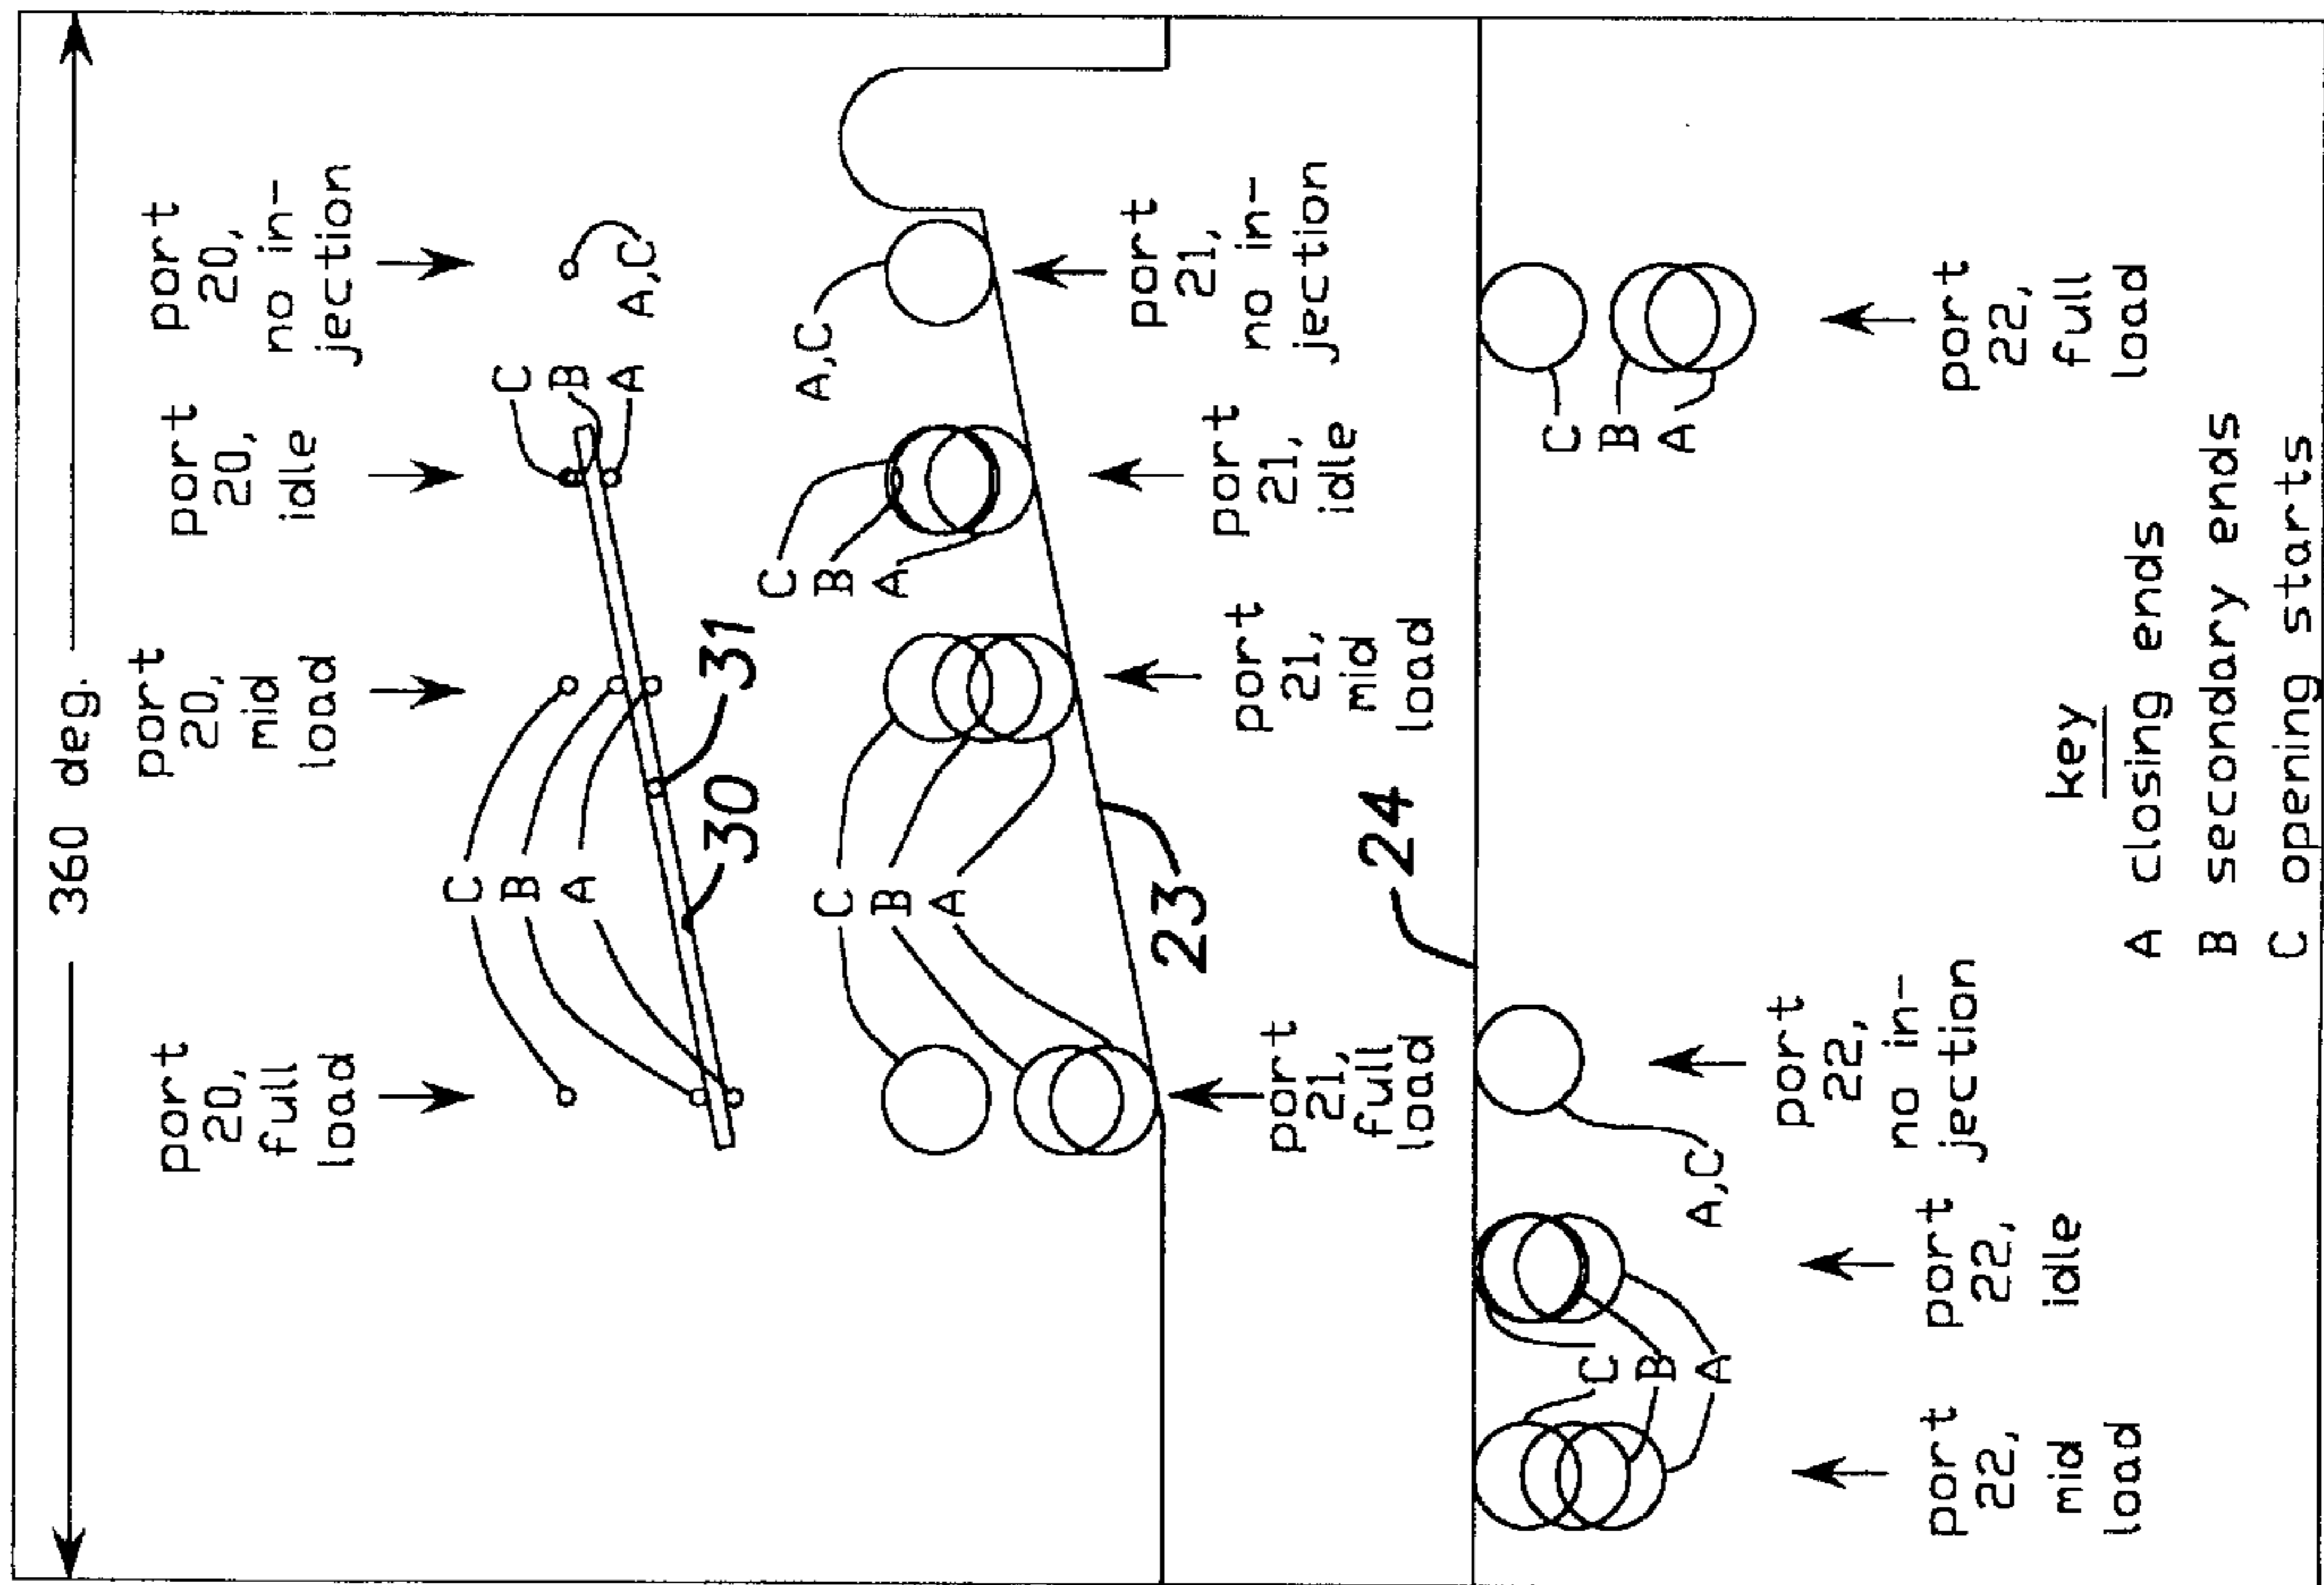 360 deg.
port
20,
full
load
port
20,
mid
load
port
20,
idle
port
20,
no in-
jection
C
B
A
C
B
A
A,C
30
31
C
B
A
C
B
A
A,C
23
port
21,
full
load
port
21,
mid
load
port
21,
idle
port
21,
no in-
jection
24
C
B
A
A,C
C
B
A
port
22,
mid
load
port
22,
idle
port
22,
no in-
jection
port
22,
full
load
key
A closing ends
B secondary ends
C opening starts